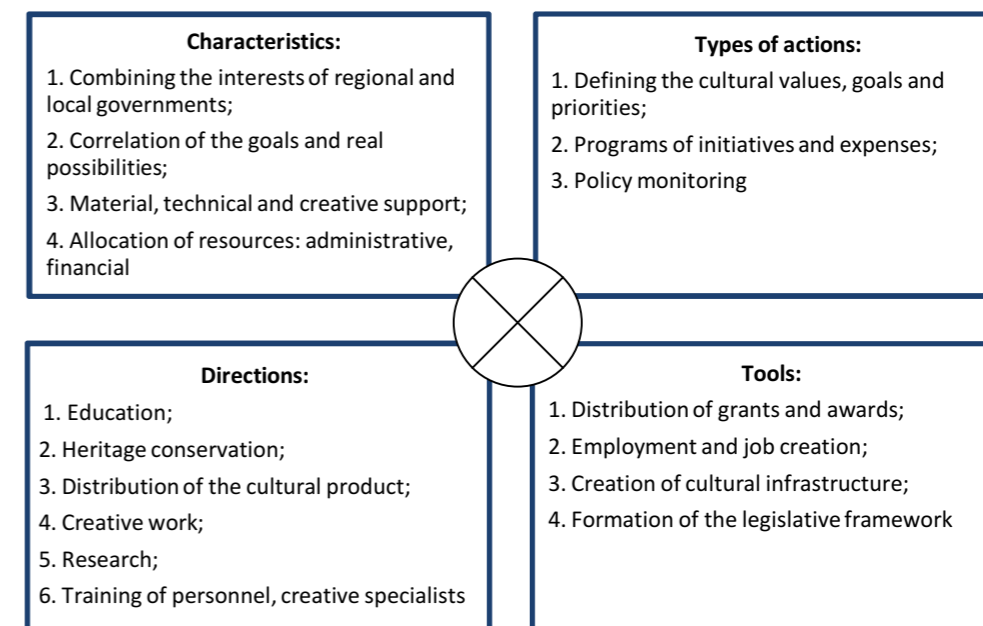 Characteristics:
1. Combining the interests of regional and
local governments;
2. Correlation of the goals and real
possibilities;
3. Material, technical and creative support;
4. Allocation of resources: administrative,
financial
Types of actions:
1. Defining the cultural values, goals and
priorities;
2. Programs of initiatives and expenses;
3. Policy monitoring
Directions:
1. Education;
2. Heritage conservation;
3. Distribution of the cultural product;
4. Creative work;
5. Research;
6. Training of personnel, creative specialists
Tools:
1. Distribution of grants and awards;
2. Employment and job creation;
3. Creation of cultural infrastructure;
4. Formation of the legislative framework